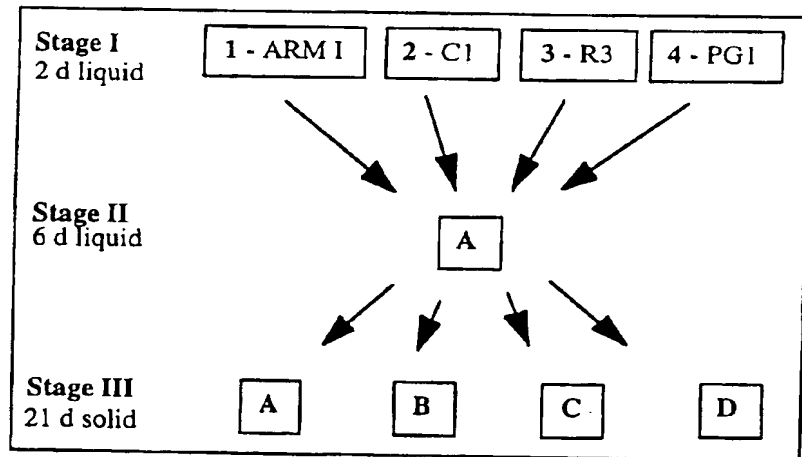 Stage I
2 d liquid
1 - ARM I
2 - C1
3 - R3
4 - PG1
Stage II
6 d liquid
A
Stage III
21 d solid
A
B
C
D